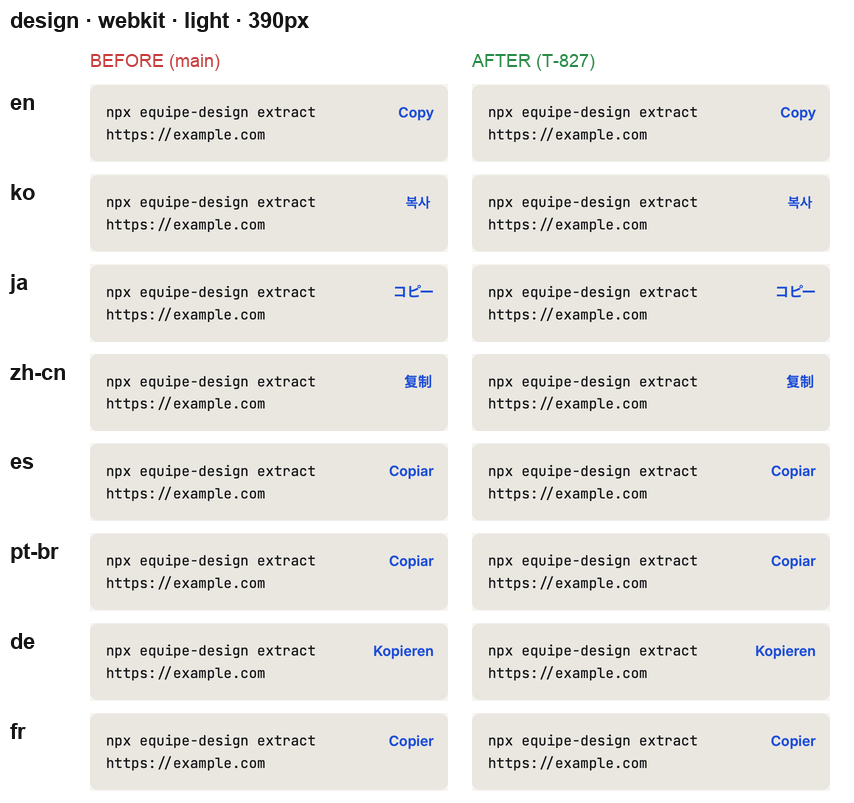 design · webkit · light · 390px
BEFORE (main) AFTER (T-827)
en
npx equipe-design extract Copy npx equipe-design extract Copy
https://example.com https://example.com
ko
npx equipe-design extract 복사 npx equipe-design extract 복사
https://example.com https://example.com
ja
npx equipe-design extract コピー npx equipe-design extract コピー
https://example.com https://example.com
zh-cn
npx equipe-design extract 复制 npx equipe-design extract 复制
https://example.com https://example.com
es
npx equipe-design extract Copiar npx equipe-design extract Copiar
https://example.com https://example.com
pt-br
npx equipe-design extract Copiar npx equipe-design extract Copiar
https://example.com https://example.com
de
npx equipe-design extract Kopieren npx equipe-design extract Kopieren
https://example.com https://example.com
fr
npx equipe-design extract Copier npx equipe-design extract Copier
https://example.com https://example.com